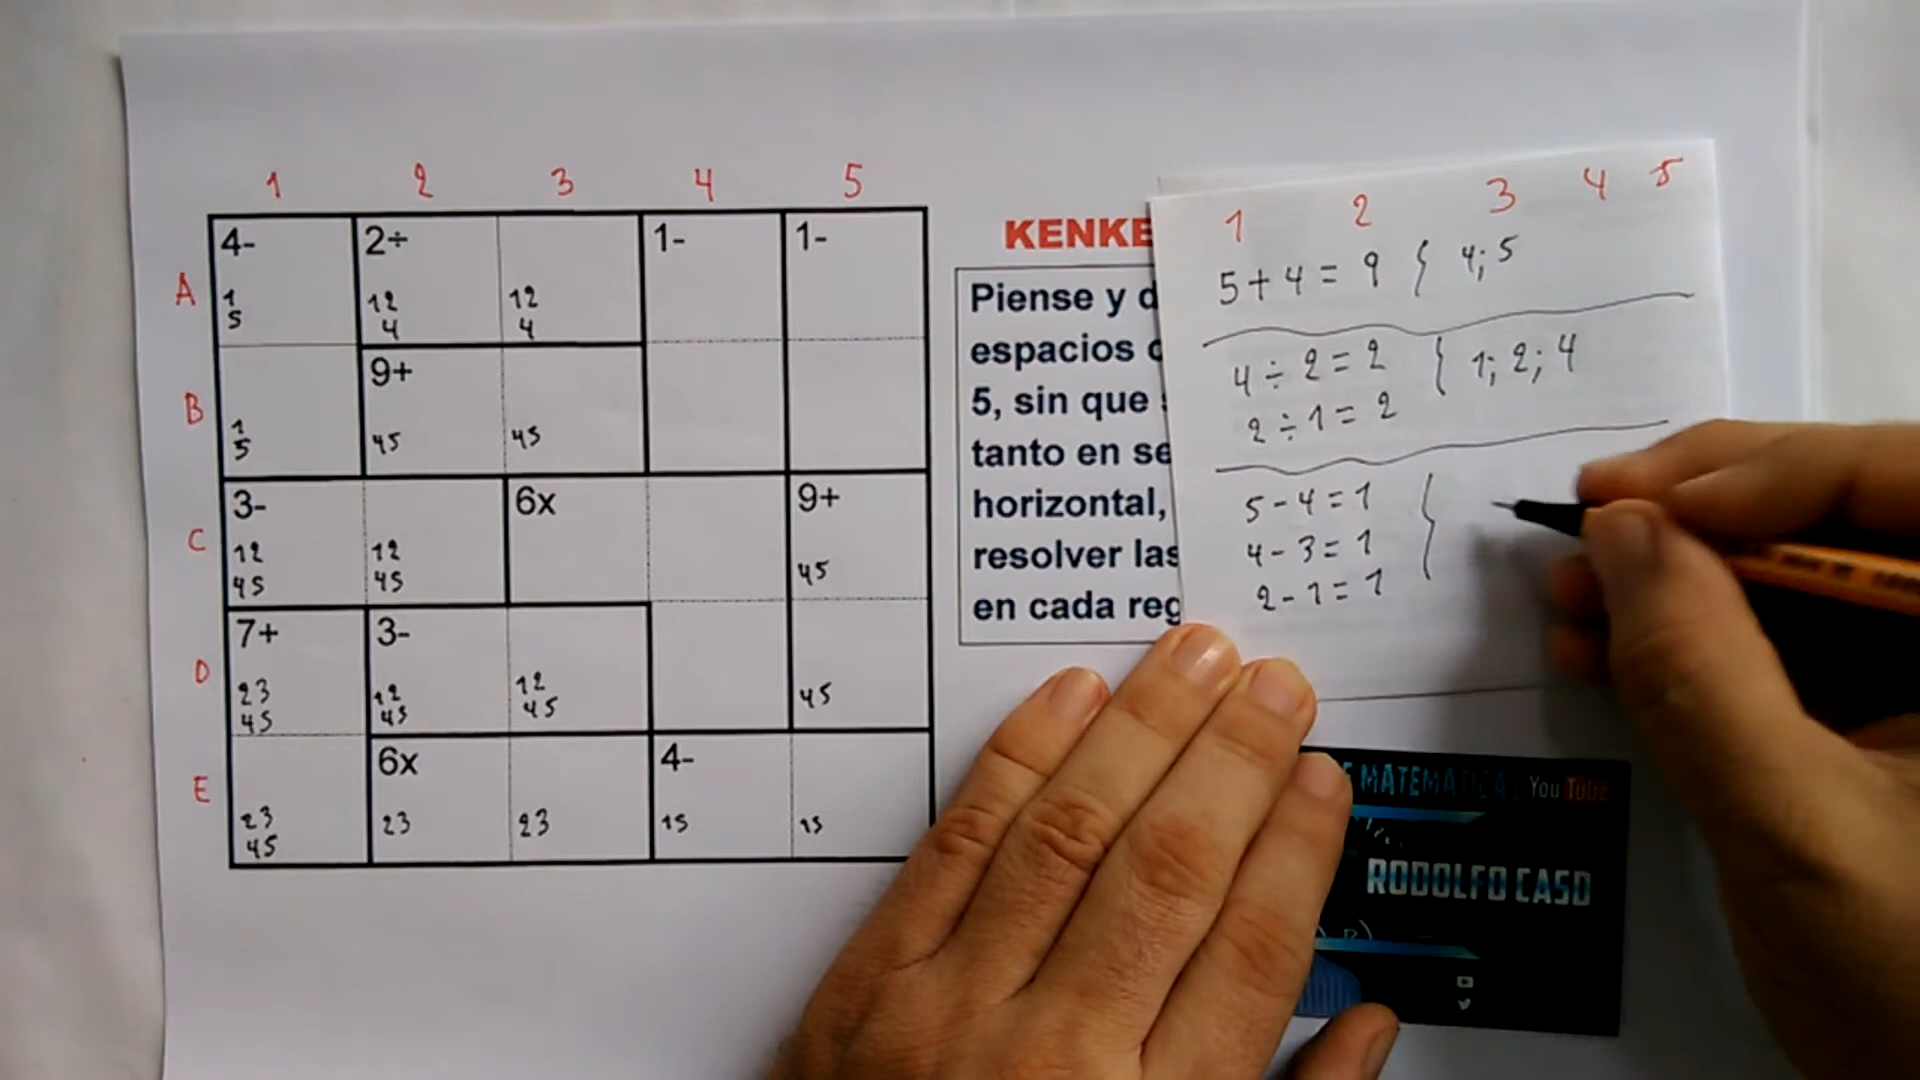 1 2 3 4 5
A
4- 2÷ 1- 1-
1 12 12
5 4 4
B
9+
1 45 45
5
C
3- 6x 9+
12 12 45
45 45
D
7+ 3-
23 12 12 45
45 45 45
E
6x 4-
23 23 23 15 15
45
KENKE
Piense y d
espacios
5, sin que
tanto en se
horizontal,
resolver las
en cada reg
1 2 3 4 5
5+4=9 { 4; 5
4÷2=2 { 1; 2; 4
2÷1=2
5-4=1 {
4-3=1
2-1=1
E MATEMATICAS YouTube
RODOLFO CASO